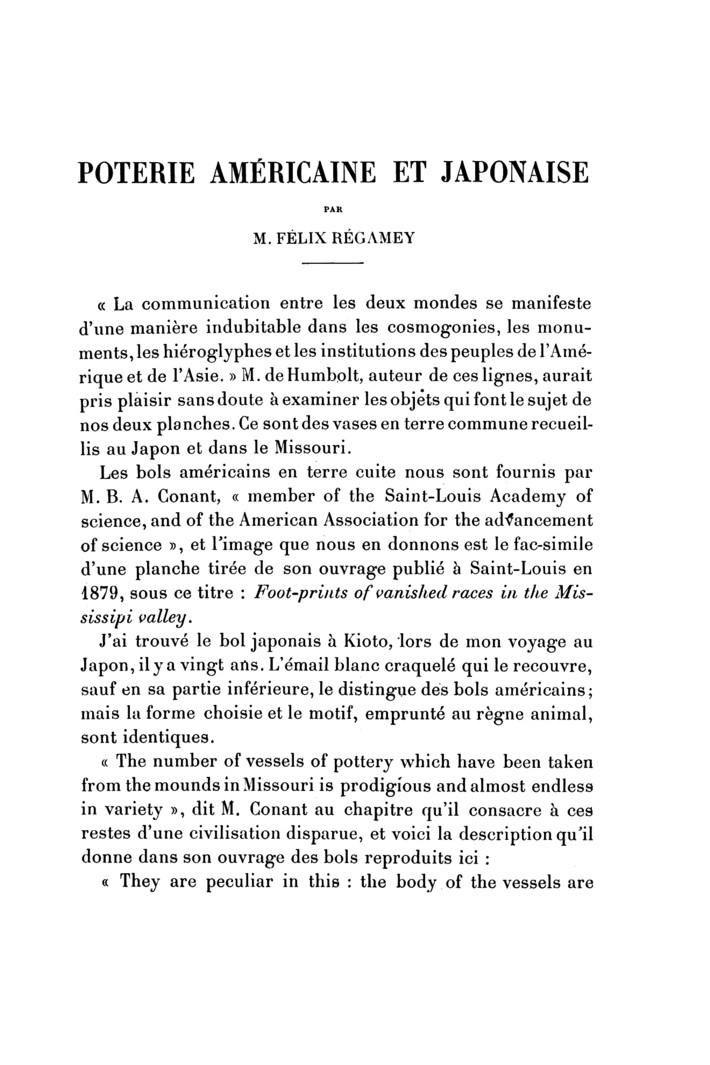 POTERIE AMÉRICAINE ET JAPONAISE
PAR
M. FÉLIX RÉGAMEY
« La communication entre les deux mondes se manifeste
d'une manière indubitable dans les cosmogonies, les monu-
ments, les hiéroglyphes et les institutions des peuples de l'Amé-
rique et de l'Asie. » M. de Humbolt, auteur de ces lignes, aurait
pris plaisir sans doute à examiner les objets qui font le sujet de
nos deux planches. Ce sont des vases en terre commune recueil-
lis au Japon et dans le Missouri.
Les bols américains en terre cuite nous sont fournis par
M. B. A. Conant, « member of the Saint-Louis Academy of
science, and of the American Association for the advancement
of science », et l'image que nous en donnons est le fac-simile
d'une planche tirée de son ouvrage publié à Saint-Louis en
1879, sous ce titre : Foot-prints of vanished races in the Mis-
sissipi valley.
J'ai trouvé le bol japonais à Kioto, lors de mon voyage au
Japon, il y a vingt ans. L'émail blanc craquelé qui le recouvre,
sauf en sa partie inférieure, le distingue des bols américains;
mais la forme choisie et le motif, emprunté au règne animal,
sont identiques.
« The number of vessels of pottery which have been taken
from the mounds in Missouri is prodigious and almost endless
in variety », dit M. Conant au chapitre qu'il consacre à ces
restes d'une civilisation disparue, et voici la description qu'il
donne dans son ouvrage des bols reproduits ici :
« They are peculiar in this : the body of the vessels are